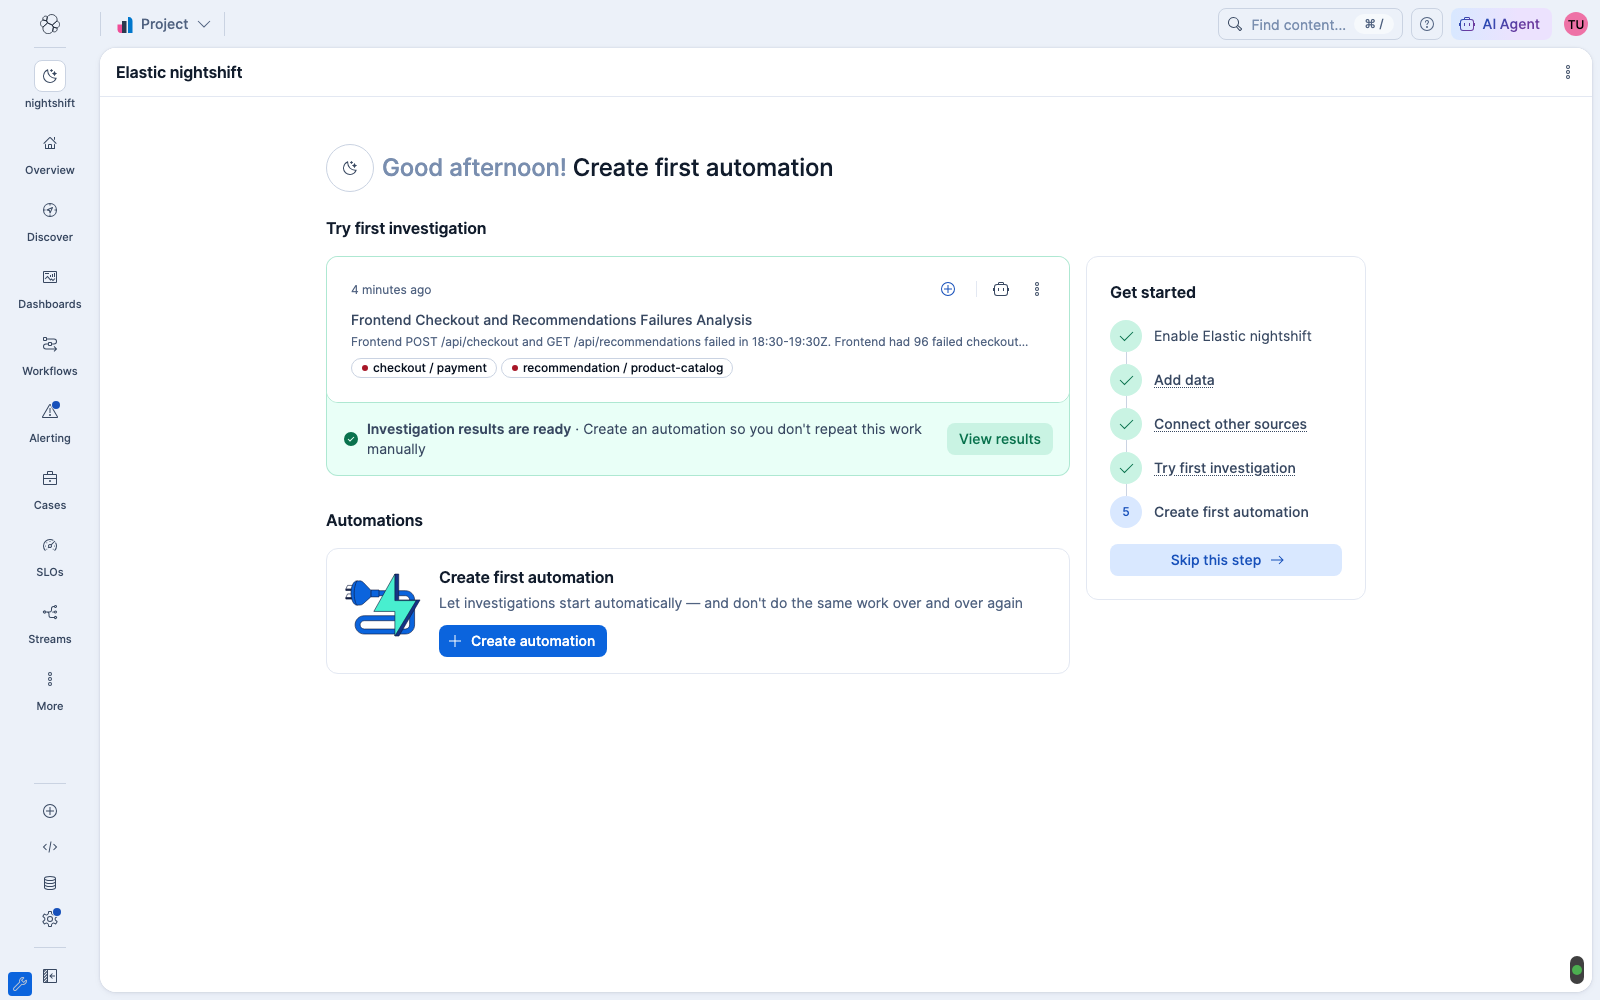 Project
Find content...
⌘ /
AI Agent
TU
Elastic nightshift
nightshift
Overview
Discover
Dashboards
Workflows
Alerting
Cases
SLOs
Streams
More
Good afternoon! Create first automation
Try first investigation
4 minutes ago
Frontend Checkout and Recommendations Failures Analysis
Frontend POST /api/checkout and GET /api/recommendations failed in 18:30-19:30Z. Frontend had 96 failed checkout...
checkout / payment
recommendation / product-catalog
Investigation results are ready · Create an automation so you don't repeat this work
manually
View results
Automations
Create first automation
Let investigations start automatically — and don't do the same work over and over again
Create automation
Get started
Enable Elastic nightshift
Add data
Connect other sources
Try first investigation
5
Create first automation
Skip this step